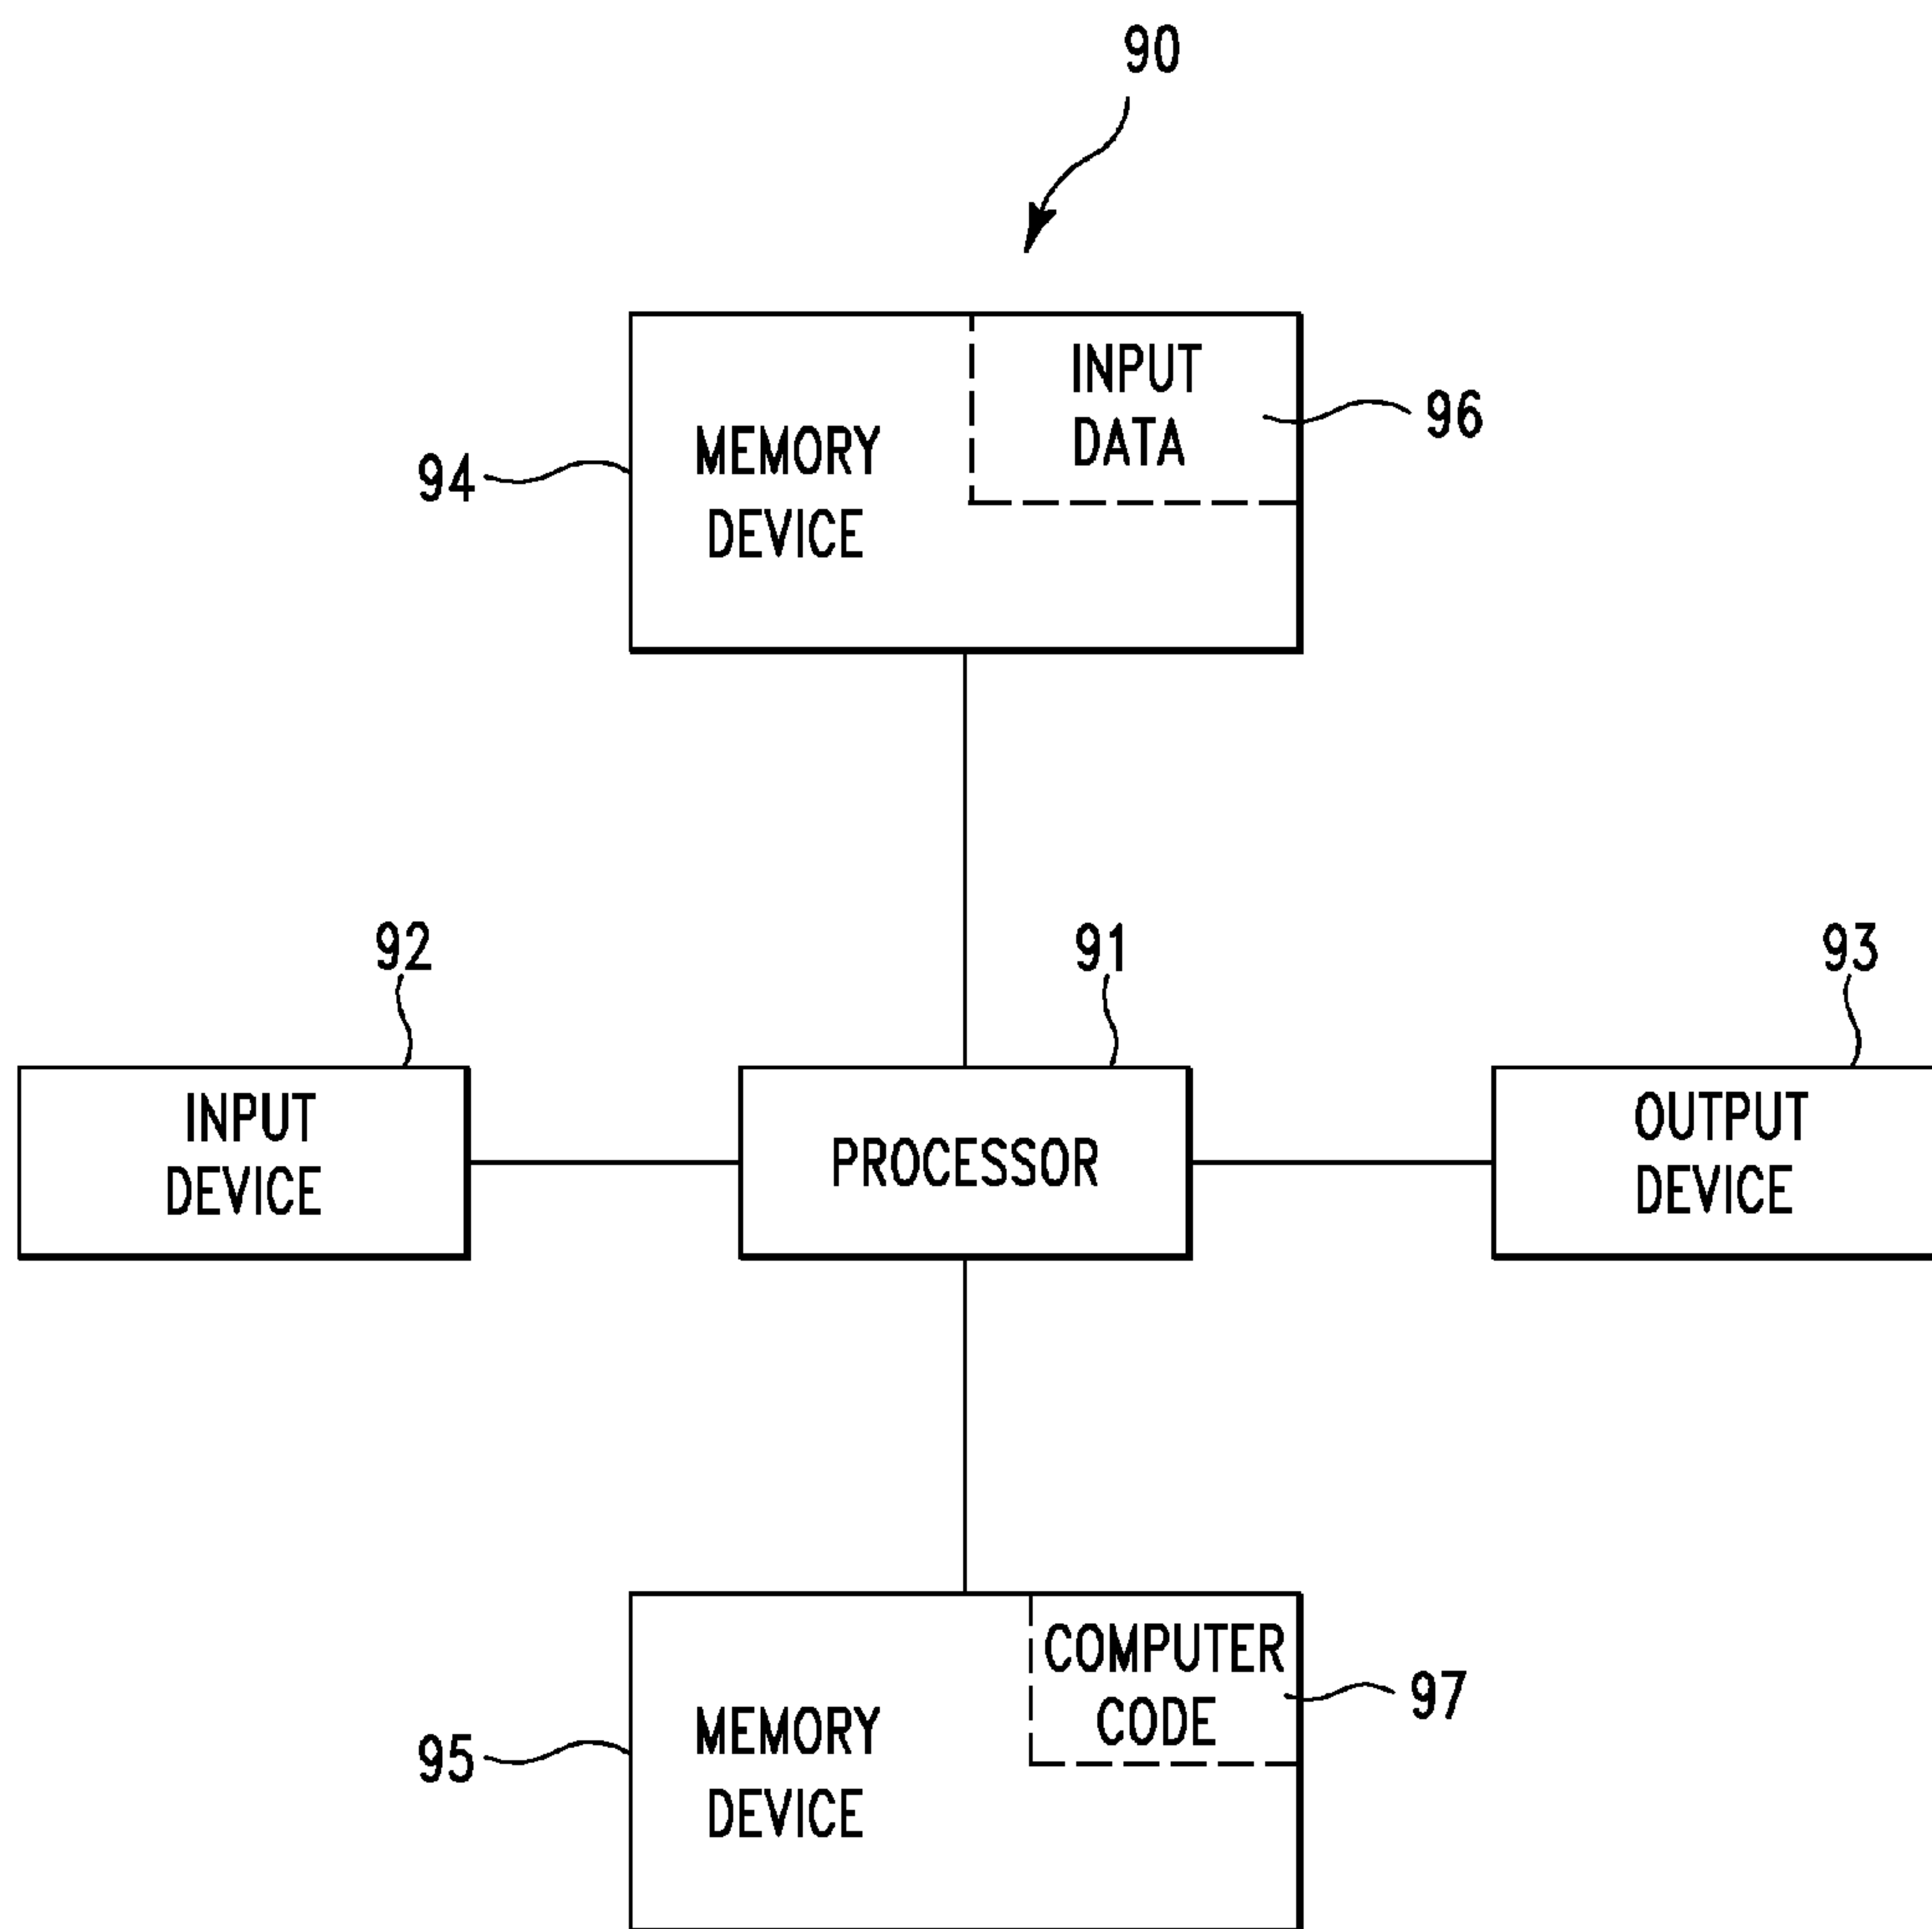 90
INPUT
DATA
96
MEMORY
DEVICE
94
92
91
93
INPUT
DEVICE
PROCESSOR
OUTPUT
DEVICE
COMPUTER
CODE
97
MEMORY
DEVICE
95